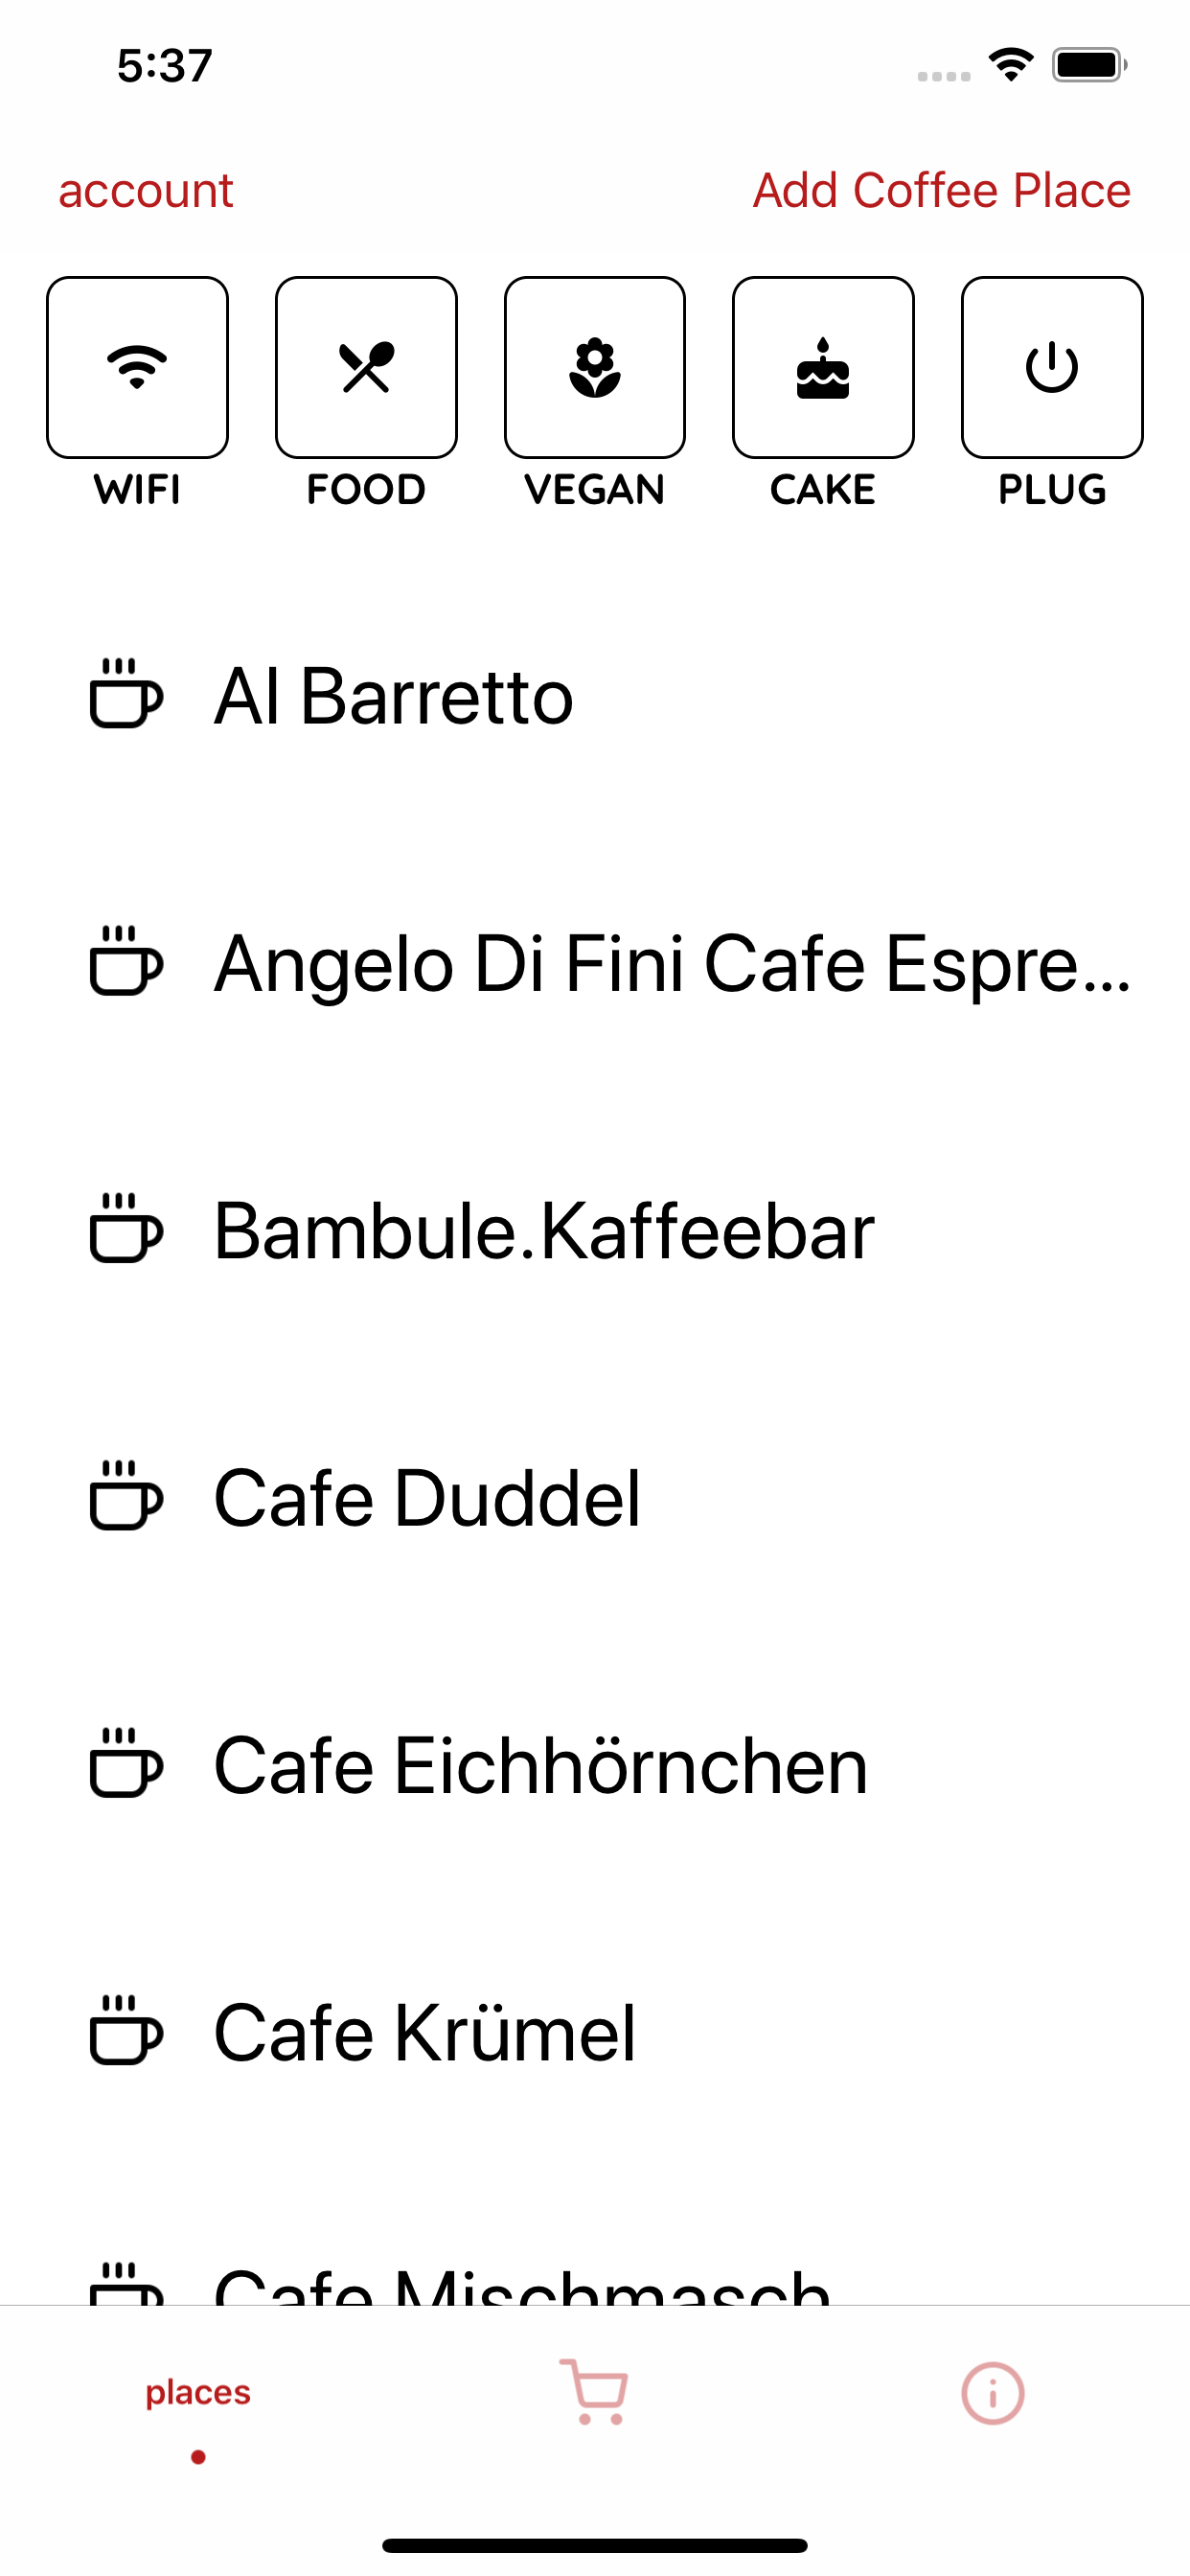 5:37
account
Add Coffee Place
WIFI
FOOD
VEGAN
CAKE
PLUG
Al Barretto
Angelo Di Fini Cafe Espre...
Bambule.Kaffeebar
Cafe Duddel
Cafe Eichhörnchen
Cafe Krümel
Cafe Mischmasch
places